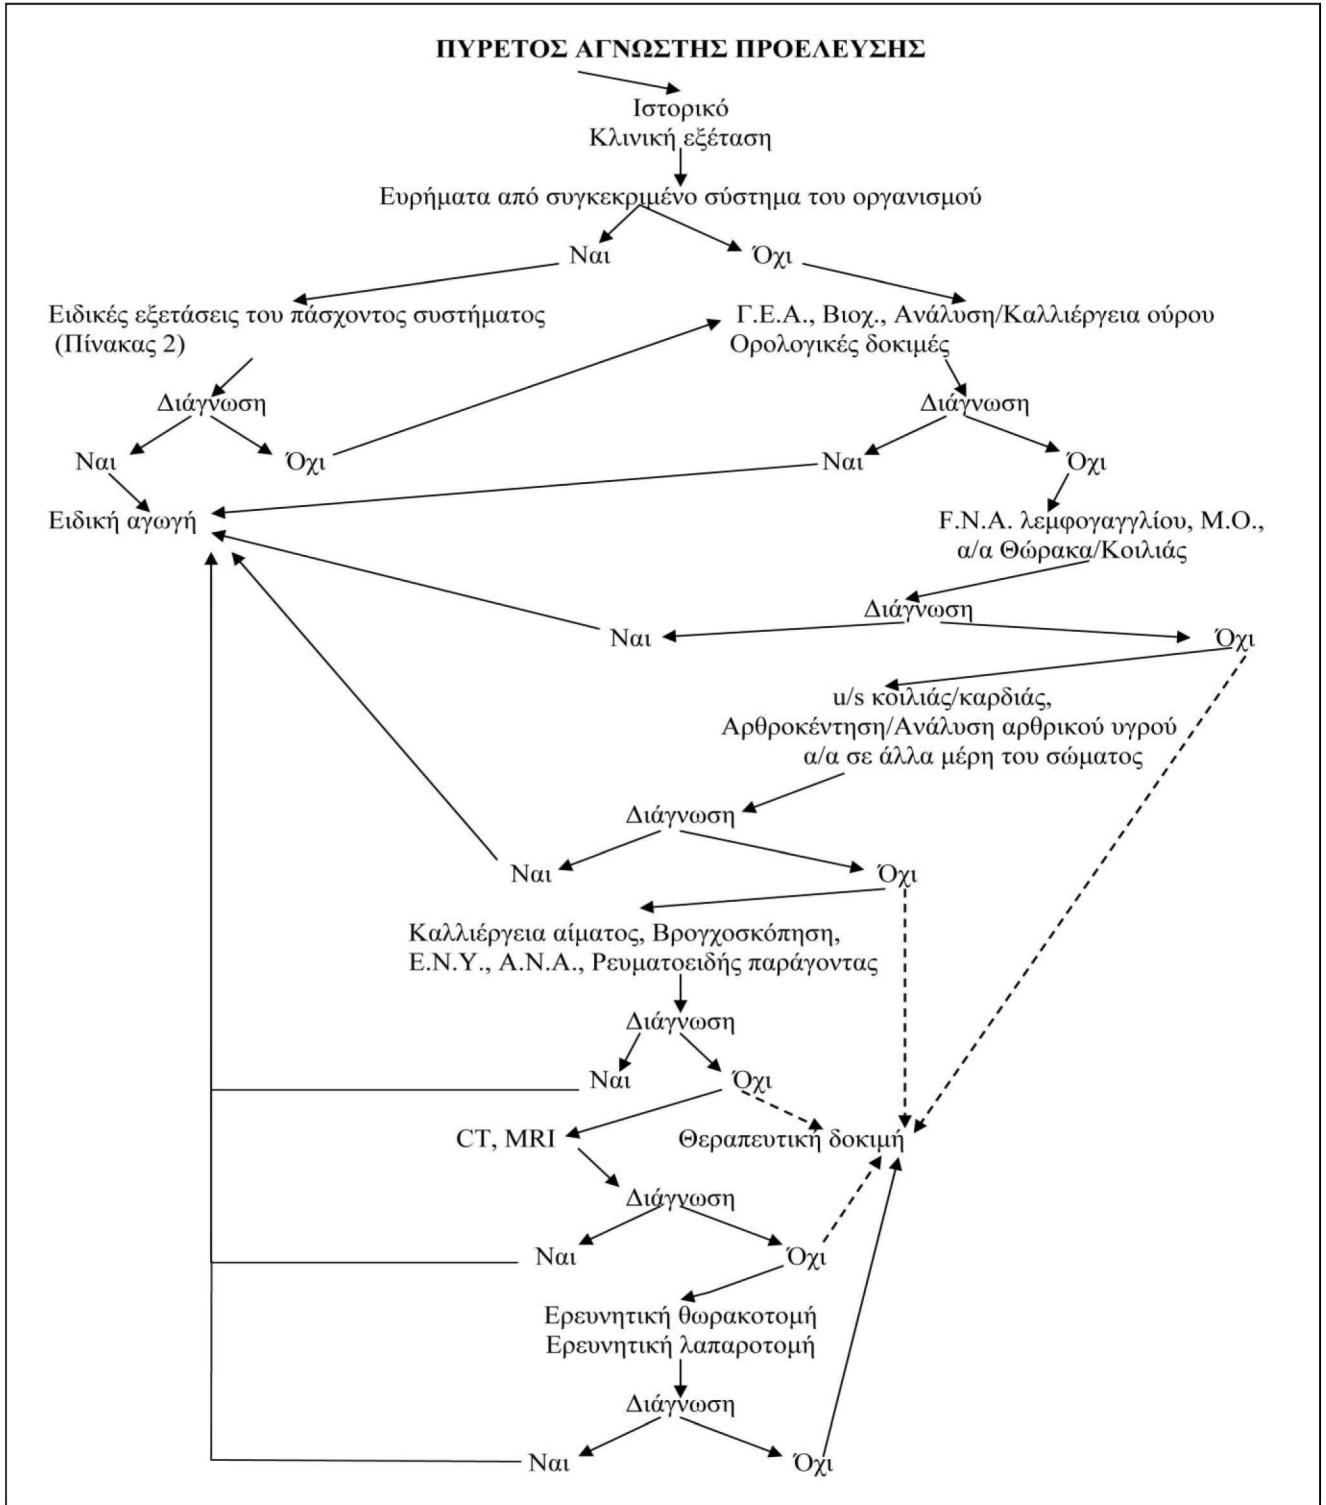 ΠΥΡΕΤΟΣ ΑΓΝΩΣΤΗΣ ΠΡΟΕΛΕΥΣΗΣ
Ιστορικό
Κλινική εξέταση
Ευρήματα από συγκεκριμένο σύστημα του οργανισμού
Ναι
Όχι
Ειδικές εξετάσεις του πάσχοντος συστήματος
(Πίνακας 2)
Γ.Ε.Α., Βιοχ., Ανάλυση/Καλλιέργεια ούρου
Ορολογικές δοκιμές
Διάγνωση
Διάγνωση
Ναι
Όχι
Ναι
Όχι
Ειδική αγωγή
F.N.A. λεμφογαγγλίου, Μ.Ο.,
α/α Θώρακα/Κοιλιάς
Διάγνωση
Ναι
Όχι
u/s κοιλιάς/καρδιάς,
Αρθροκέντηση/Ανάλυση αρθρικού υγρού
α/α σε άλλα μέρη του σώματος
Διάγνωση
Ναι
Όχι
Καλλιέργεια αίματος, Βρογχοσκόπηση,
Ε.Ν.Υ., Α.Ν.Α., Ρευματοειδής παράγοντας
Διάγνωση
Ναι
Όχι
CT, MRI
Θεραπευτική δοκιμή
Διάγνωση
Ναι
Όχι
Ερευνητική θωρακοτομή
Ερευνητική λαπαροτομή
Διάγνωση
Ναι
Όχι